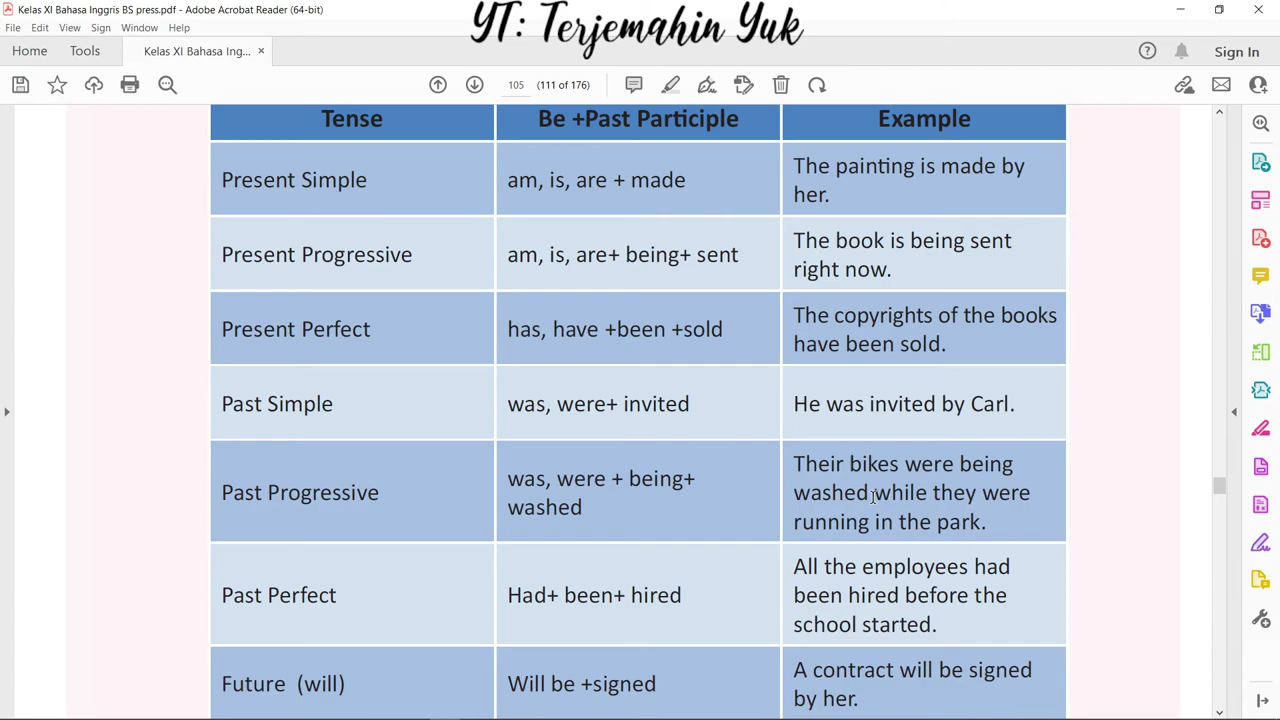 Kelas XI Bahasa Inggris BS press.pdf - Adobe Acrobat Reader (64-bit)
YT: Terjemahin Yuk
File Edit View Sign Window Help
Home Tools Kelas XI Bahasa Ing... × Sign In
105 (111 of 176)
Tense Be +Past Participle Example
Present Simple am, is, are + made The painting is made by
her.
Present Progressive am, is, are+ being+ sent The book is being sent
right now.
Present Perfect has, have +been +sold The copyrights of the books
have been sold.
Past Simple was, were+ invited He was invited by Carl.
Past Progressive was, were + being+
washed
Their bikes were being
washed while they were
running in the park.
Past Perfect Had+ been+ hired All the employees had
been hired before the
school started.
Future (will) Will be +signed A contract will be signed
by her.